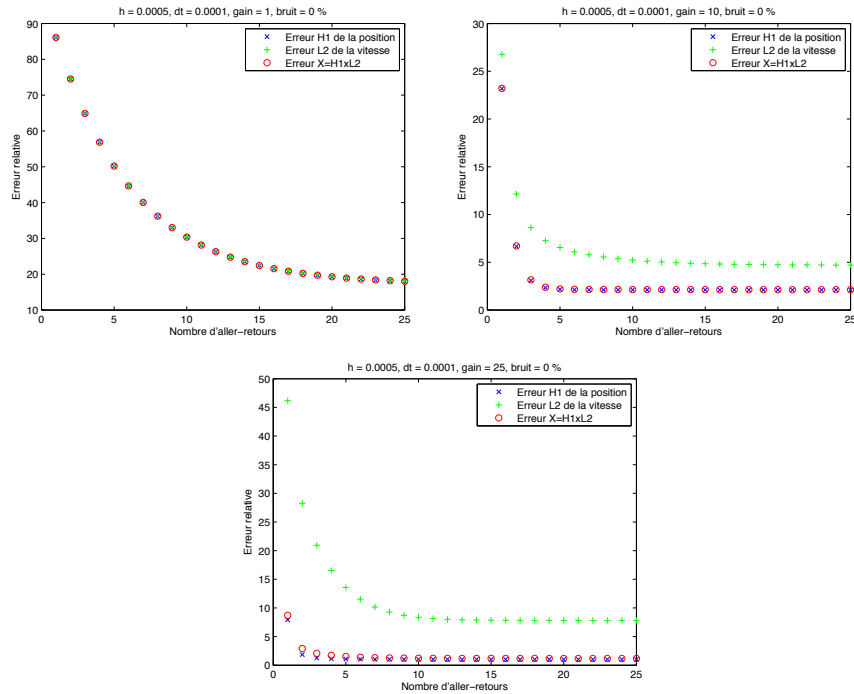 h = 0.0005, dt = 0.0001, gain = 1, bruit = 0 %
Erreur H1 de la position
Erreur L2 de la vitesse
Erreur X=H1xL2
Erreur relative
90
80
70
60
50
40
30
20
10
0
5
10
15
20
25
Nombre d'aller−retours
h = 0.0005, dt = 0.0001, gain = 10, bruit = 0 %
Erreur H1 de la position
Erreur L2 de la vitesse
Erreur X=H1xL2
Erreur relative
30
25
20
15
10
5
0
0
5
10
15
20
25
Nombre d'aller−retours
h = 0.0005, dt = 0.0001, gain = 25, bruit = 0 %
Erreur H1 de la position
Erreur L2 de la vitesse
Erreur X=H1xL2
Erreur relative
50
45
40
35
30
25
20
15
10
5
0
0
5
10
15
20
25
Nombre d'aller−retours